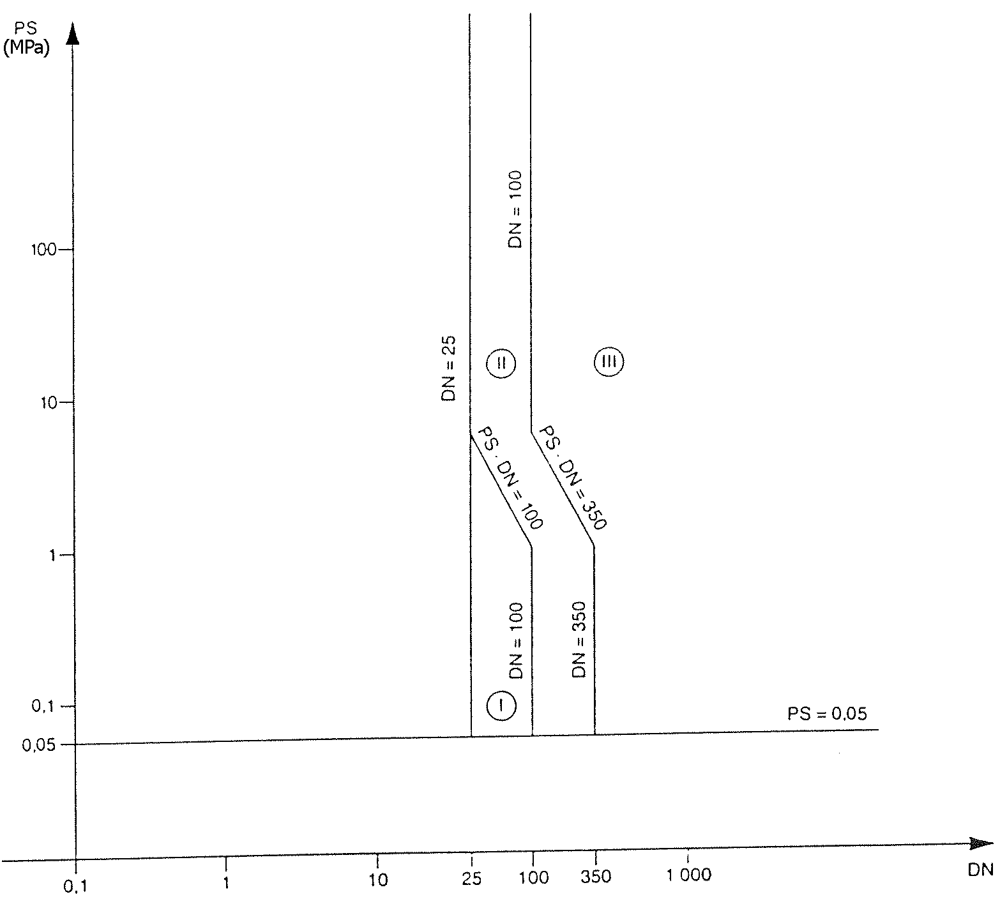 PS
(MPa)
DN = 100
100
DN = 25
II
III
10
PS · DN = 100
PS · DN = 350
1
DN = 100
DN = 350
I
0,1
PS = 0,05
0,05
0,1
1
10
25
100
350
1 000
DN